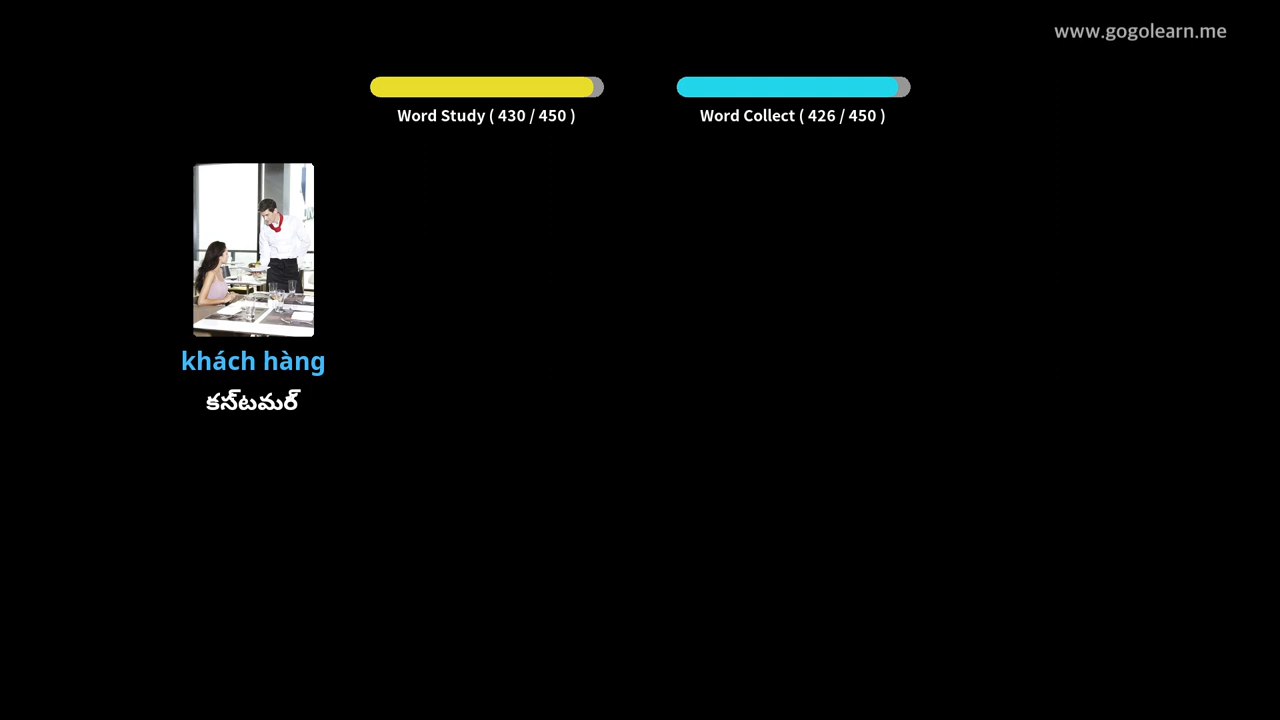 www.gogolearn.me
Word Study ( 430 / 450 )
Word Collect ( 426 / 450 )
khách hàng
కస్‌టమర్